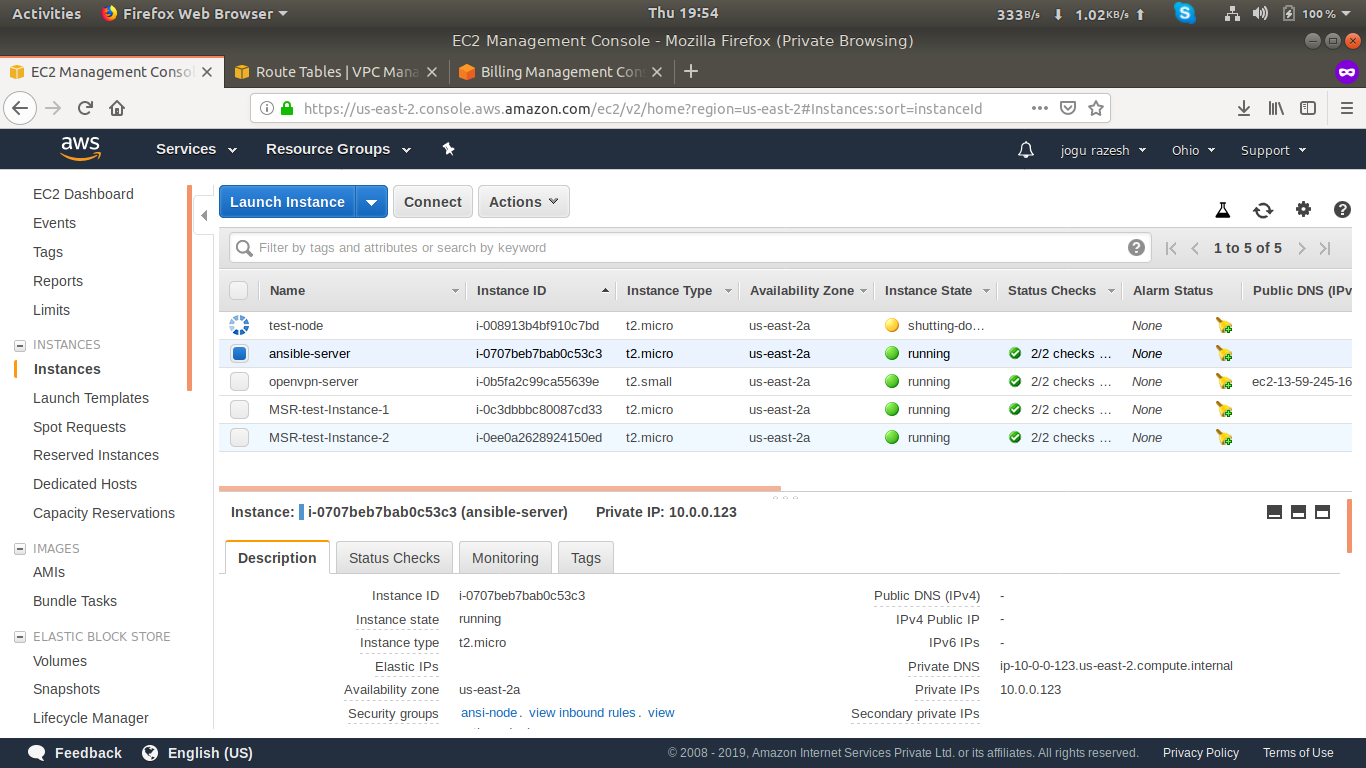 Activities Firefox Web Browser Thu 19:54 333B/s 1.02KB/s 100 %
EC2 Management Console - Mozilla Firefox (Private Browsing)
EC2 Management Consol Route Tables | VPC Mana Billing Management Con
https://us-east-2.console.aws.amazon.com/ec2/v2/home?region=us-east-2#Instances:sort=instanceId
aws Services Resource Groups jogu razesh Ohio Support
EC2 Dashboard
Events
Tags
Reports
Limits
INSTANCES
Instances
Launch Templates
Spot Requests
Reserved Instances
Dedicated Hosts
Capacity Reservations
IMAGES
AMIs
Bundle Tasks
ELASTIC BLOCK STORE
Volumes
Snapshots
Lifecycle Manager
Launch Instance Connect Actions
Filter by tags and attributes or search by keyword 1 to 5 of 5
Name Instance ID Instance Type Availability Zone Instance State Status Checks Alarm Status Public DNS (IPv
test-node i-008913b4bf910c7bd t2.micro us-east-2a shutting-do... None
ansible-server i-0707beb7bab0c53c3 t2.micro us-east-2a running 2/2 checks ... None
openvpn-server i-0b5fa2c99ca55639e t2.small us-east-2a running 2/2 checks ... None ec2-13-59-245-16
MSR-test-Instance-1 i-0c3dbbbc80087cd33 t2.micro us-east-2a running 2/2 checks ... None
MSR-test-Instance-2 i-0ee0a2628924150ed t2.micro us-east-2a running 2/2 checks ... None
Instance: i-0707beb7bab0c53c3 (ansible-server) Private IP: 10.0.0.123
Description Status Checks Monitoring Tags
Instance ID i-0707beb7bab0c53c3 Public DNS (IPv4) -
Instance state running IPv4 Public IP -
Instance type t2.micro IPv6 IPs -
Elastic IPs Private DNS ip-10-0-0-123.us-east-2.compute.internal
Availability zone us-east-2a Private IPs 10.0.0.123
Security groups ansi-node. view inbound rules. view Secondary private IPs
Feedback English (US) © 2008 - 2019, Amazon Internet Services Private Ltd. or its affiliates. All rights reserved. Privacy Policy Terms of Use